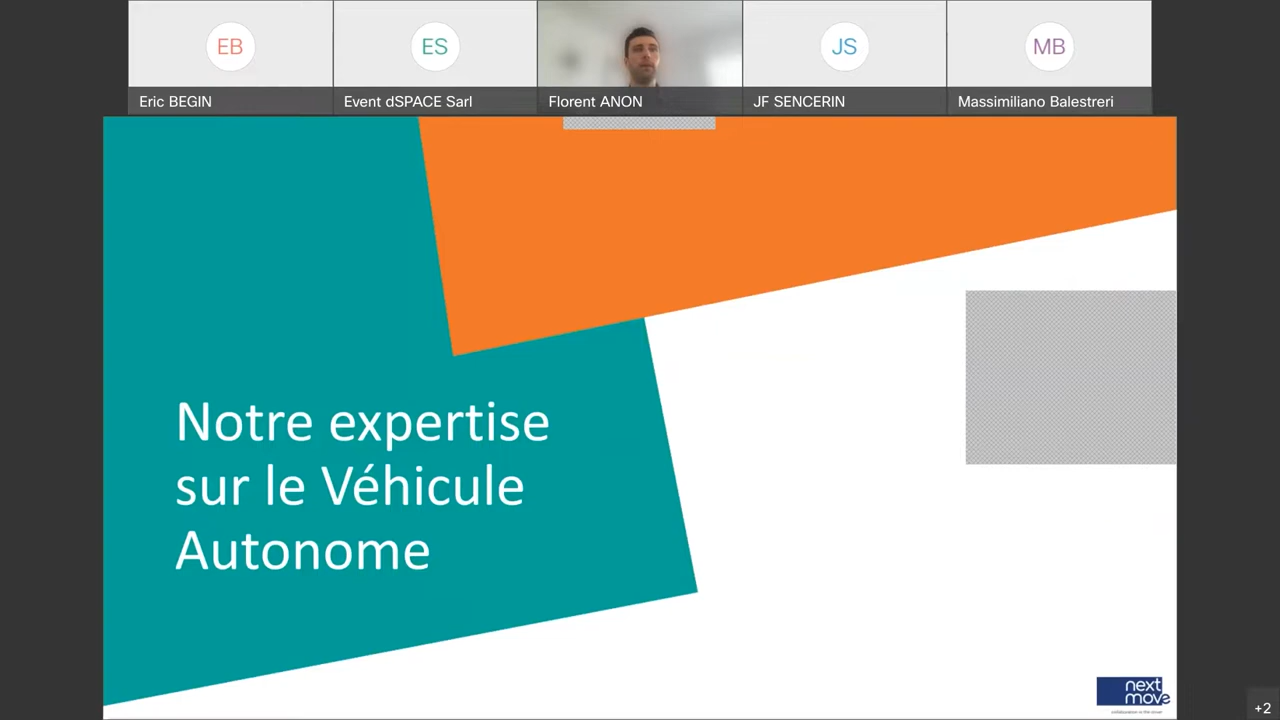 EB
ES
JS
MB
Eric BEGIN
Event dSPACE Sarl
Florent ANON
JF SENCERIN
Massimiliano Balestreri
Notre expertise
sur le Véhicule
Autonome
next
move
+2